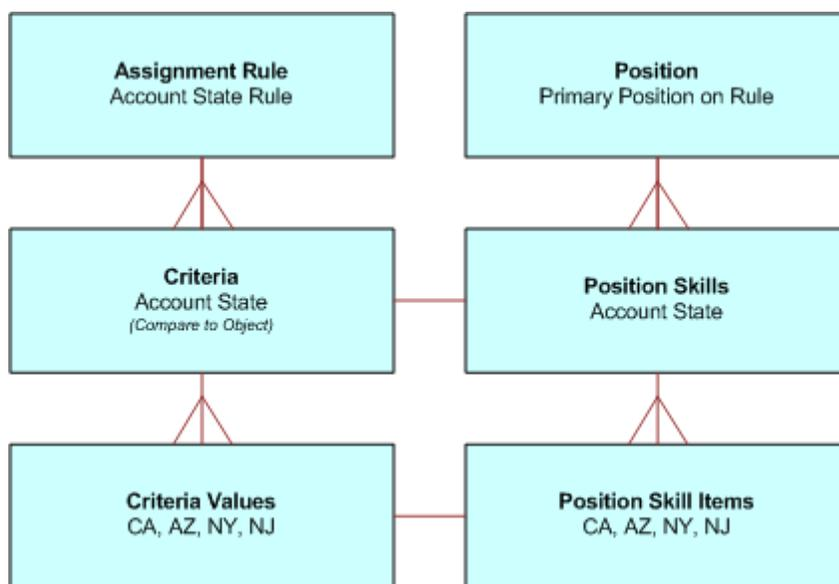 Assignment Rule
Account State Rule
Position
Primary Position on Rule
Criteria
Account State
(Compare to Object)
Position Skills
Account State
Criteria Values
CA, AZ, NY, NJ
Position Skill Items
CA, AZ, NY, NJ